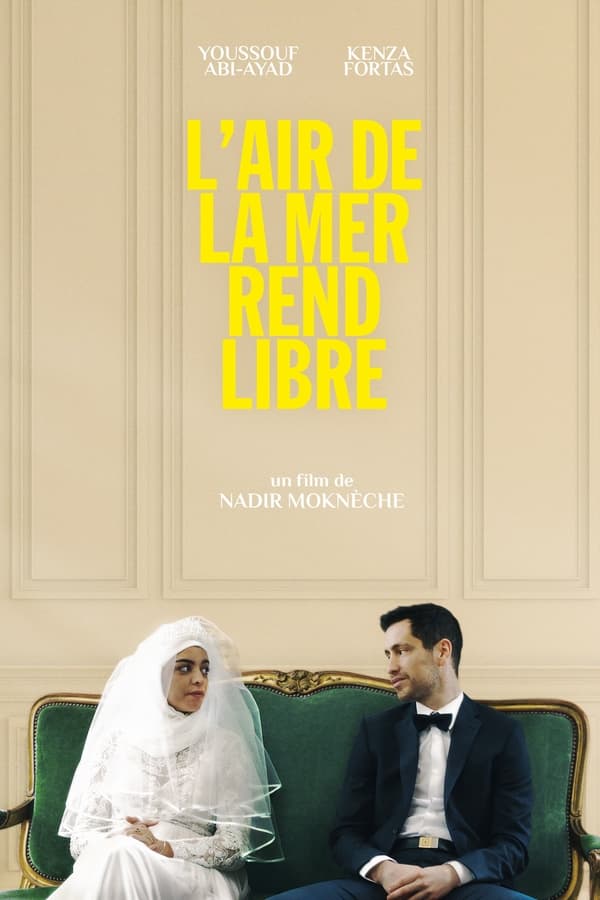 YOUSSOUF
ABI-AYAD
KENZA
FORTAS
L'AIR DE
LA MER
REND
LIBRE
un film de
NADIR MOKNÈCHE